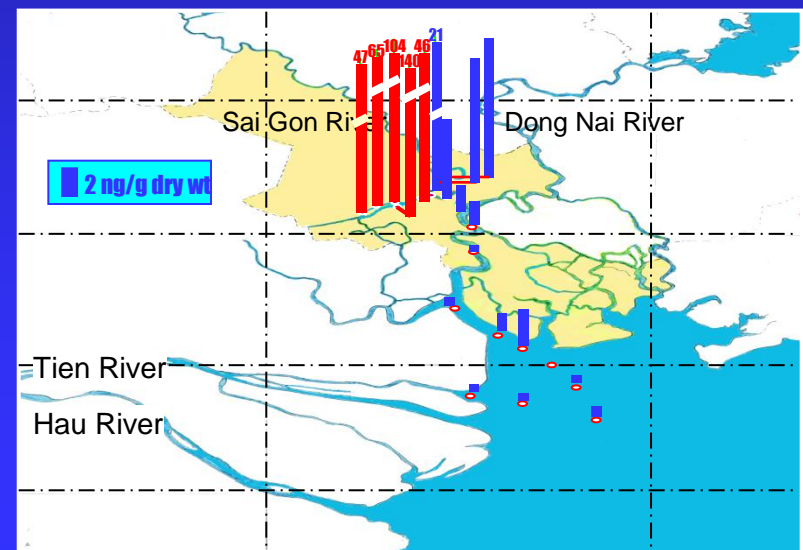 47 65 104 140 46 21
Sai Gon River
Dong Nai River
2 ng/g dry wt
Tien River
Hau River